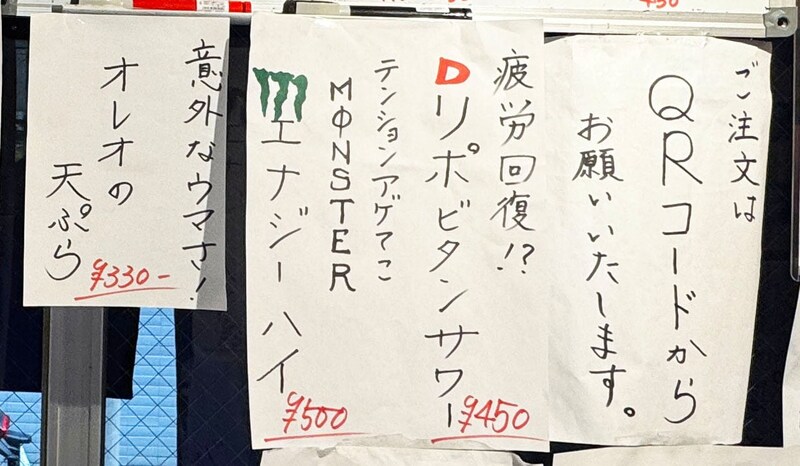 ご注文は
QRコードから
お願いいたします。
疲労回復!?
Dリポビタンサワー
¥450
テンションアゲてこ
MONSTER
エナジーハイ
¥500
意外なウマさ!
オレオの
天ぷら
¥330-